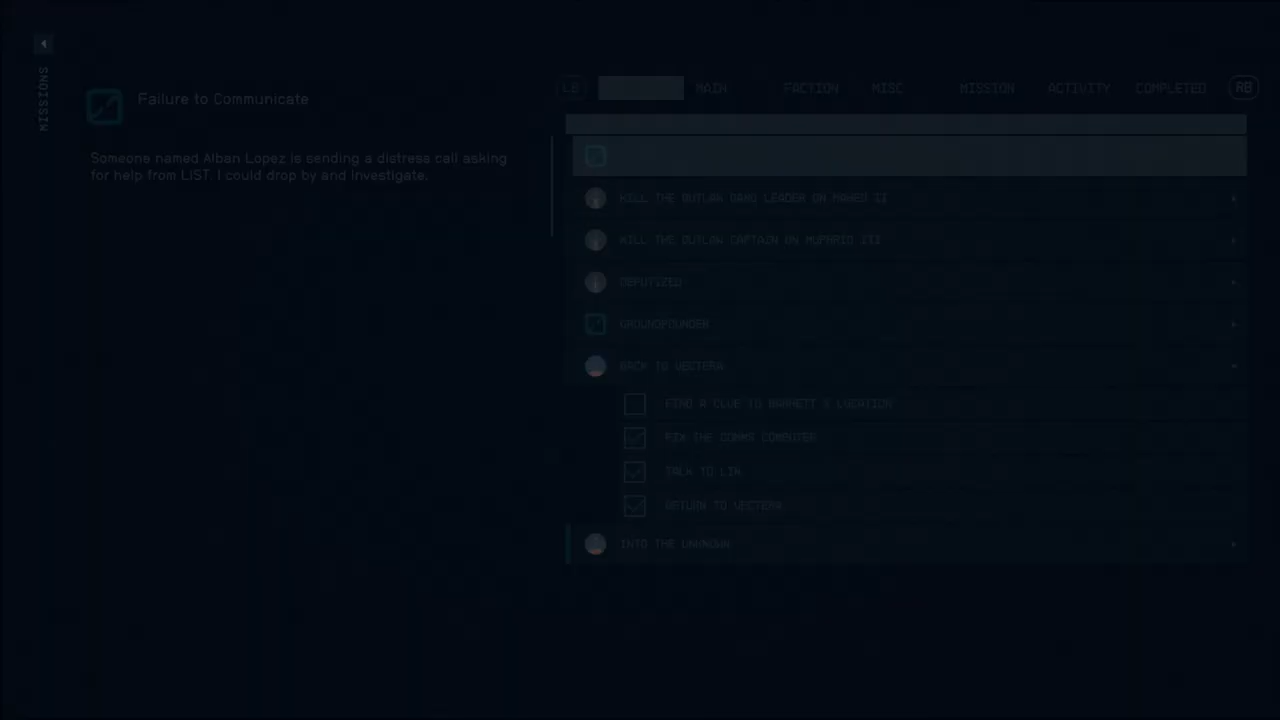 MISSIONS
Failure to Communicate
Someone named Alban Lopez is sending a distress call asking
for help from LIST. I could drop by and investigate.
LB MAIN FACTION MISC MISSION ACTIVITY COMPLETED RB
KILL THE OUTLAW GANG LEADER ON II
KILL THE OUTLAW CAPTAIN ON MUPHRID III
GROUNDPOUNDER
BACK TO VECTERA
FIND A CLUE TO BARRETT'S LOCATION
FIX THE COMMS COMPUTER
TALK TO LIN
RETURN TO VECTERA
INTO THE UNKNOWN